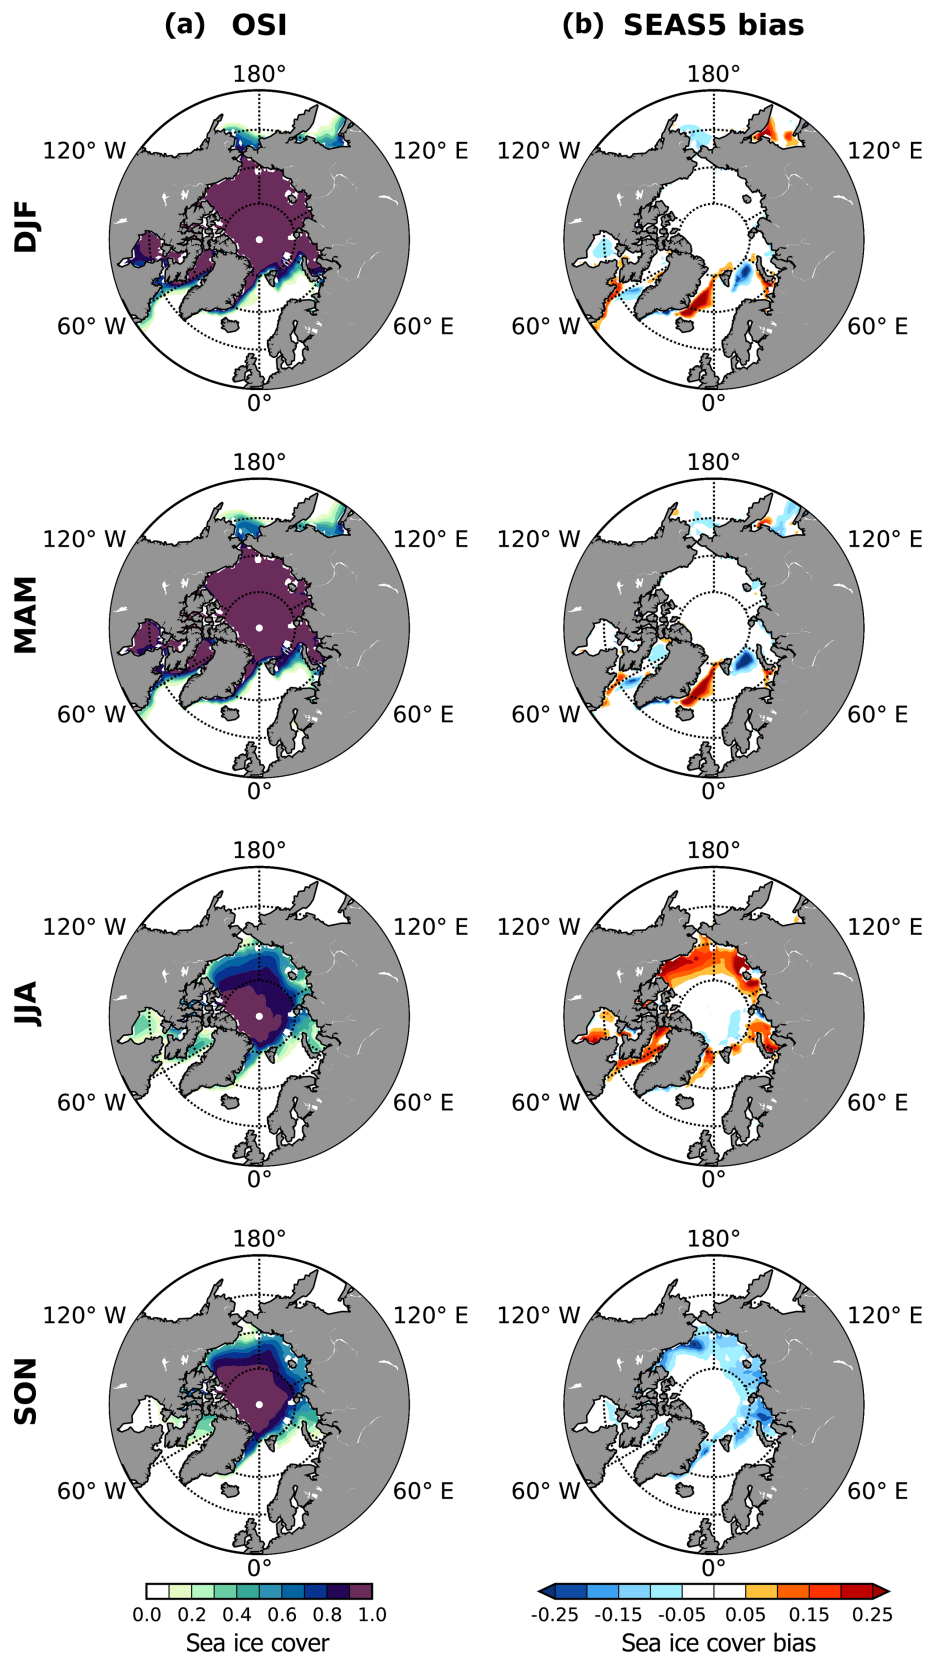 (a) OSI (b) SEAS5 bias
DJF
180° 180°
120° W 120° E 120° W 120° E
60° W 60° E 60° W 60° E
0° 0°
MAM
180° 180°
120° W 120° E 120° W 120° E
60° W 60° E 60° W 60° E
0° 0°
JJA
180° 180°
120° W 120° E 120° W 120° E
60° W 60° E 60° W 60° E
0° 0°
SON
180° 180°
120° W 120° E 120° W 120° E
60° W 60° E 60° W 60° E
0° 0°
0.0 0.2 0.4 0.6 0.8 1.0 -0.25 -0.15 -0.05 0.05 0.15 0.25
Sea ice cover Sea ice cover bias